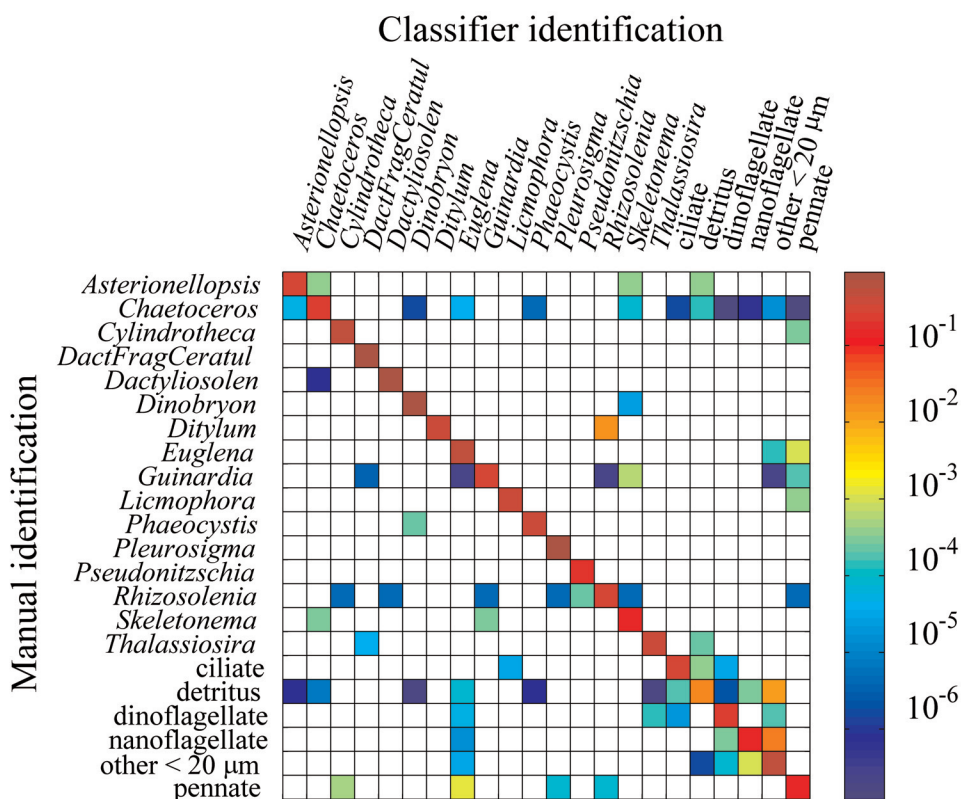 Classifier identification
Asterionellopsis
Chaetoceros
Cylindrotheca
DactFragCeratul
Dactyliosolen
Dinobryon
Ditylum
Euglena
Guinardia
Licmophora
Phaeocystis
Pleurosigma
Pseudonitzschia
Rhizosolenia
Skeletonema
Thalassiosira
ciliate
detritus
dinoflagellate
nanoflagellate
other < 20 µm
pennate
Manual identification
Asterionellopsis
Chaetoceros
Cylindrotheca
DactFragCeratul
Dactyliosolen
Dinobryon
Ditylum
Euglena
Guinardia
Licmophora
Phaeocystis
Pleurosigma
Pseudonitzschia
Rhizosolenia
Skeletonema
Thalassiosira
ciliate
detritus
dinoflagellate
nanoflagellate
other < 20 µm
pennate
10⁻¹
10⁻²
10⁻³
10⁻⁴
10⁻⁵
10⁻⁶